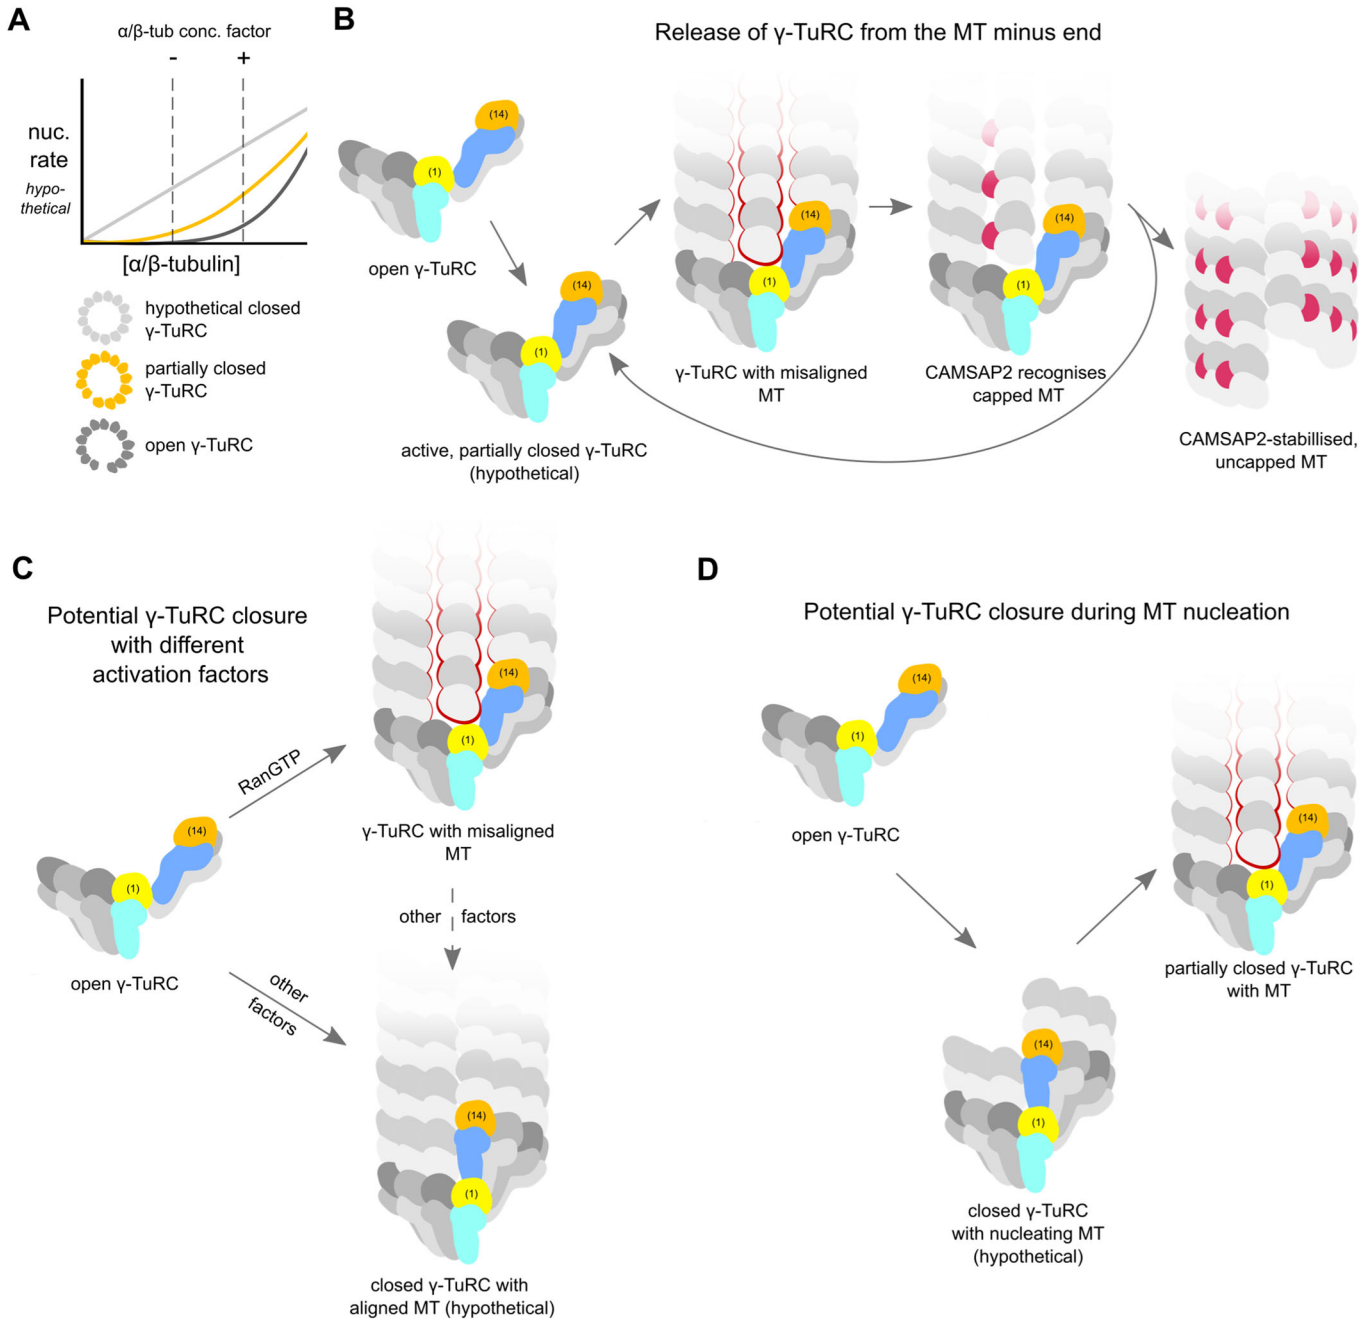 A
α/β-tub conc. factor
- +
nuc.
rate
hypo-
thetical
[α/β-tubulin]
hypothetical closed
γ-TuRC
partially closed
γ-TuRC
open γ-TuRC
B
Release of γ-TuRC from the MT minus end
(14)
(1)
open γ-TuRC
(14)
(1)
active, partially closed γ-TuRC
(hypothetical)
(14)
(1)
γ-TuRC with misaligned
MT
(14)
(1)
CAMSAP2 recognises
capped MT
CAMSAP2-stabillised,
uncapped MT
C
Potential γ-TuRC closure
with different
activation factors
(14)
(1)
open γ-TuRC
RanGTP
(14)
(1)
γ-TuRC with misaligned
MT
other factors
other
factors
(14)
(1)
closed γ-TuRC with
aligned MT (hypothetical)
D
Potential γ-TuRC closure during MT nucleation
(14)
(1)
open γ-TuRC
(14)
(1)
closed γ-TuRC
with nucleating MT
(hypothetical)
(14)
(1)
partially closed γ-TuRC
with MT